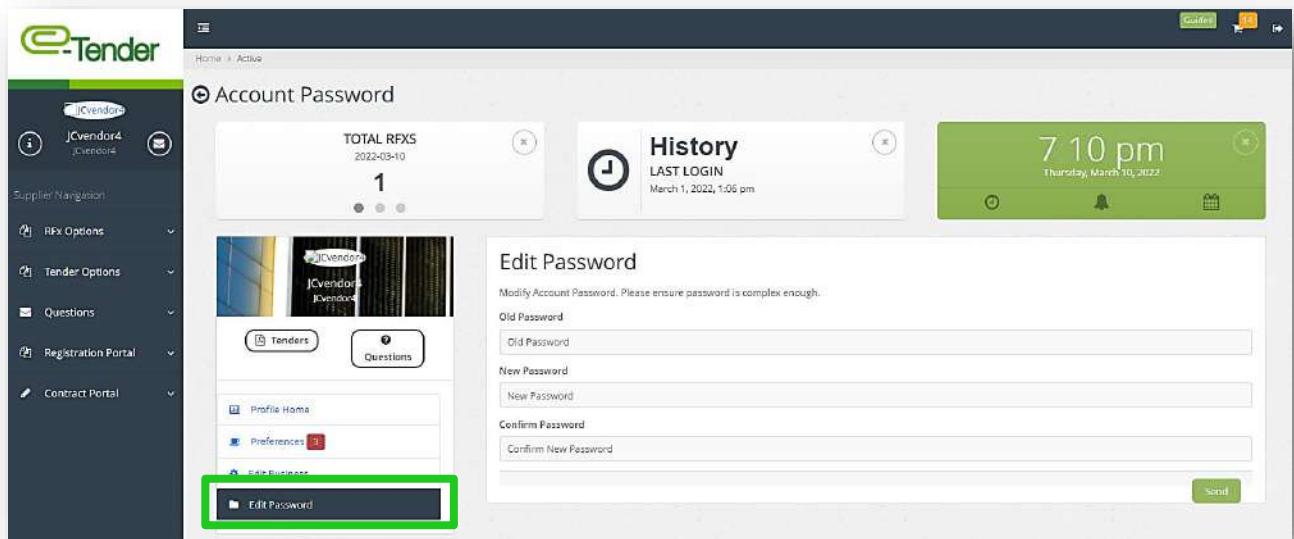 e-Tender
Guides
14
Home > Active
JCvendor4
JCvendor4
JCvendor4
Account Password
TOTAL RFXS
2022-03-10
1
History
LAST LOGIN
March 1, 2022, 1:06 pm
7 10 pm
Thursday, March 10, 2022
Supplier Navigation
RFx Options
Tender Options
Questions
Registration Portal
Contract Portal
JCvendor4
JCvendor4
JCvendor4
Tenders
Questions
Profile Home
Preferences 3
Edit Business
Edit Password
Edit Password
Modify Account Password. Please ensure password is complex enough.
Old Password
Old Password
New Password
New Password
Confirm Password
Confirm New Password
Send